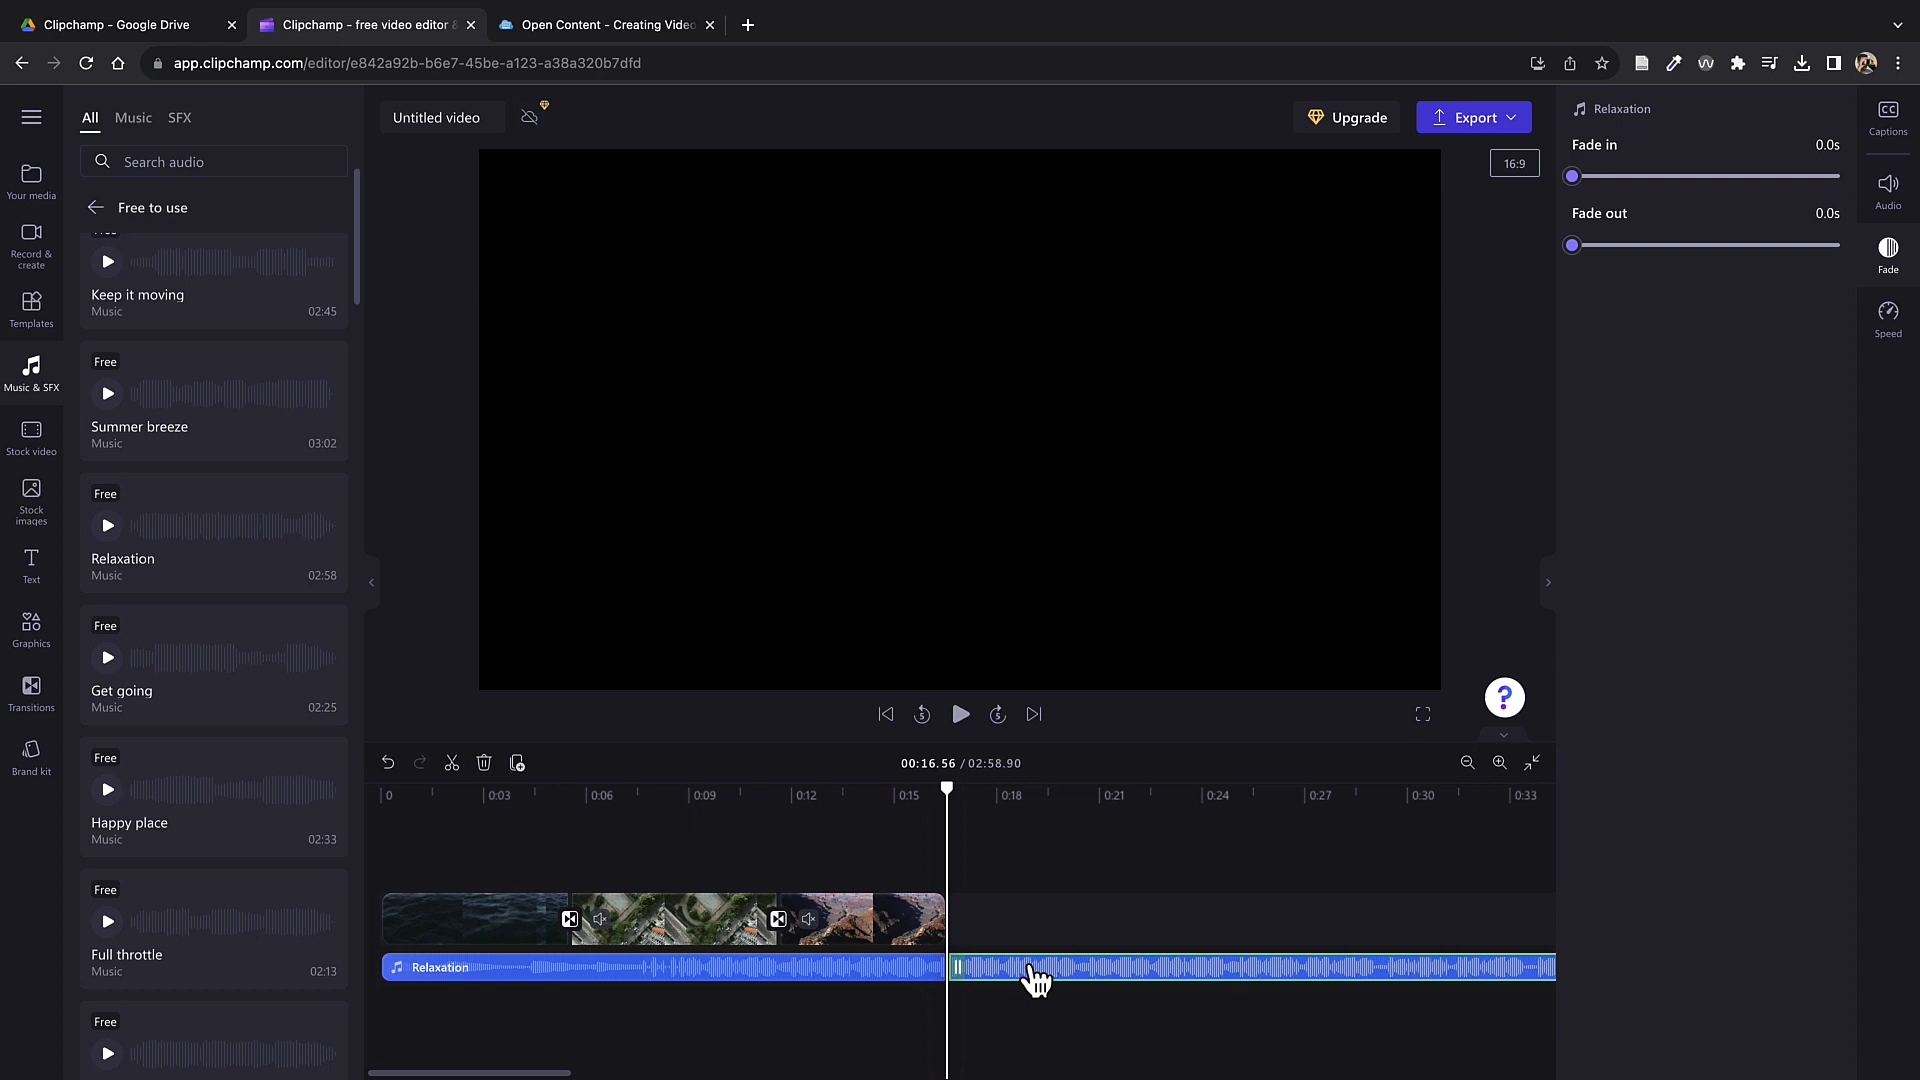 Clipchamp - Google Drive
Clipchamp - free video editor &
Open Content - Creating Video
app.clipchamp.com/editor/e842a92b-b6e7-45be-a123-a38a320b7dfd
All
Music
SFX
Search audio
Free to use
Your media
Record &
create
Templates
Music & SFX
Stock video
Stock
images
Text
Graphics
Transitions
Brand kit
Free
Keep it moving
Music
02:45
Free
Summer breeze
Music
03:02
Free
Relaxation
Music
02:58
Free
Get going
Music
02:25
Free
Happy place
Music
02:33
Free
Full throttle
Music
02:13
Free
Untitled video
Upgrade
Export
16:9
5
5
?
00:16.56 / 02:58.90
0
0:03
0:06
0:09
0:12
0:15
0:18
0:21
0:24
0:27
0:30
0:33
Relaxation
Relaxation
Fade in
0.0s
Fade out
0.0s
CC
Captions
Audio
Fade
Speed